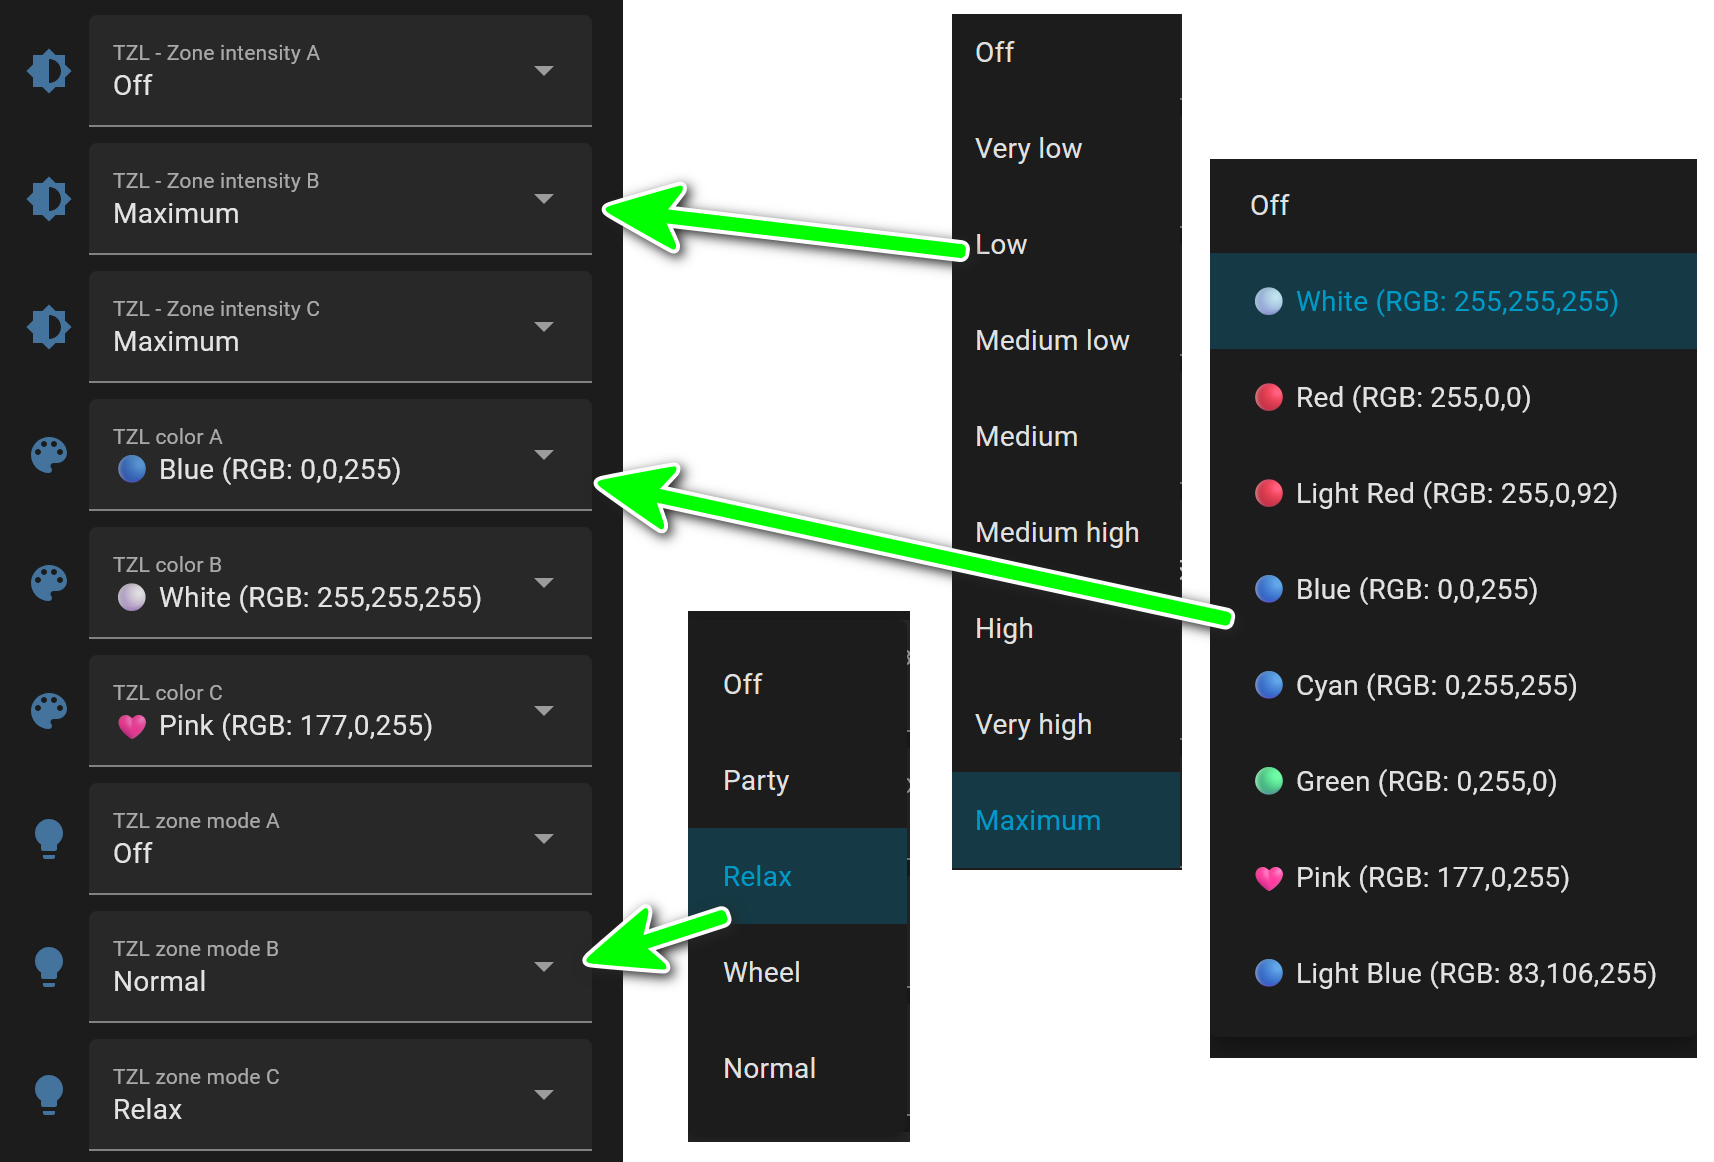 TZL - Zone intensity A
Off
TZL - Zone intensity B
Maximum
TZL - Zone intensity C
Maximum
TZL color A
Blue (RGB: 0,0,255)
TZL color B
White (RGB: 255,255,255)
TZL color C
Pink (RGB: 177,0,255)
TZL zone mode A
Off
TZL zone mode B
Normal
TZL zone mode C
Relax
Off
Party
Relax
Wheel
Normal
Off
Very low
Low
Medium low
Medium
Medium high
High
Very high
Maximum
Off
White (RGB: 255,255,255)
Red (RGB: 255,0,0)
Light Red (RGB: 255,0,92)
Blue (RGB: 0,0,255)
Cyan (RGB: 0,255,255)
Green (RGB: 0,255,0)
Pink (RGB: 177,0,255)
Light Blue (RGB: 83,106,255)